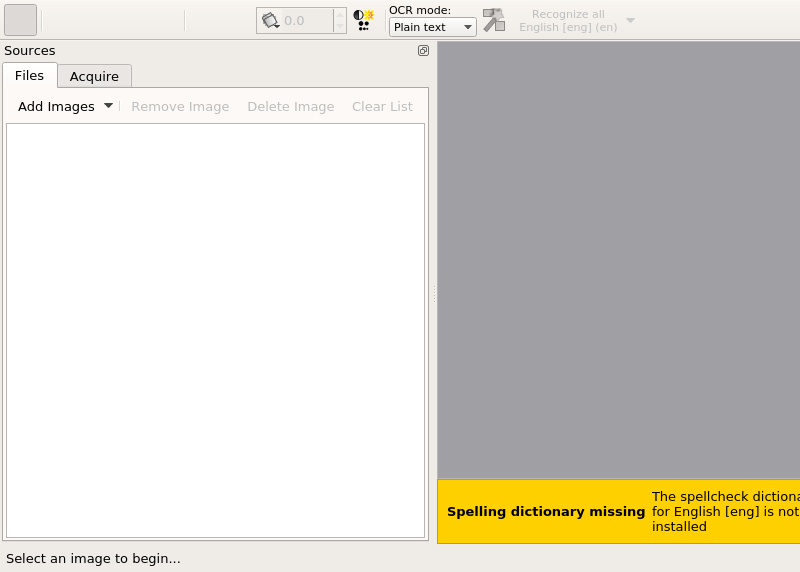 0.0
OCR mode:
Plain text
Recognize all
English [eng] (en)
Sources
Files
Acquire
Add Images
Remove Image
Delete Image
Clear List
Spelling dictionary missing
The spellcheck
for English [eng] is not
installed
Select an image to begin...